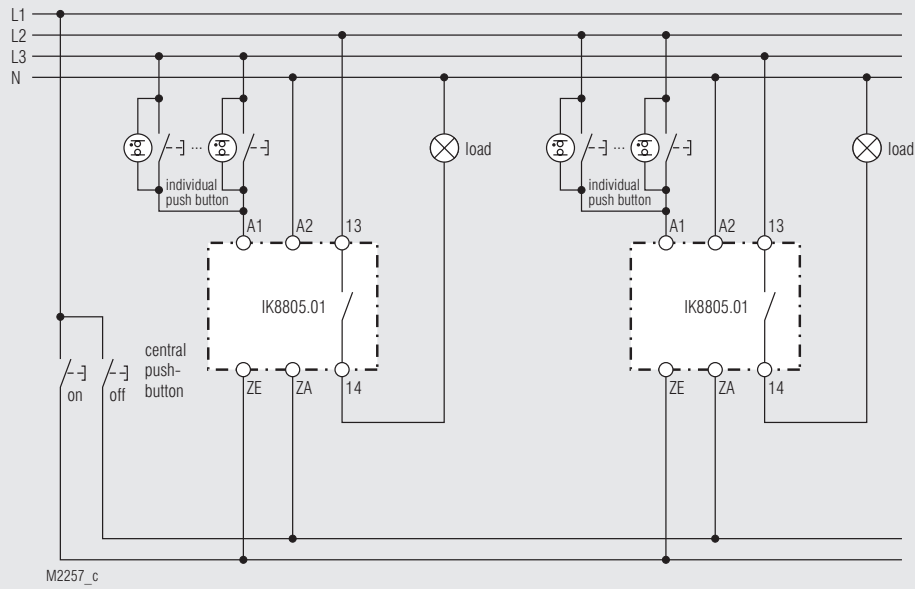 L1
L2
L3
N
...
load
...
load
individual
push button
individual
push button
A1
A2
13
A1
A2
13
IK8805.01
IK8805.01
central
push-
button
on
off
ZE
ZA
14
ZE
ZA
14
M2257_c